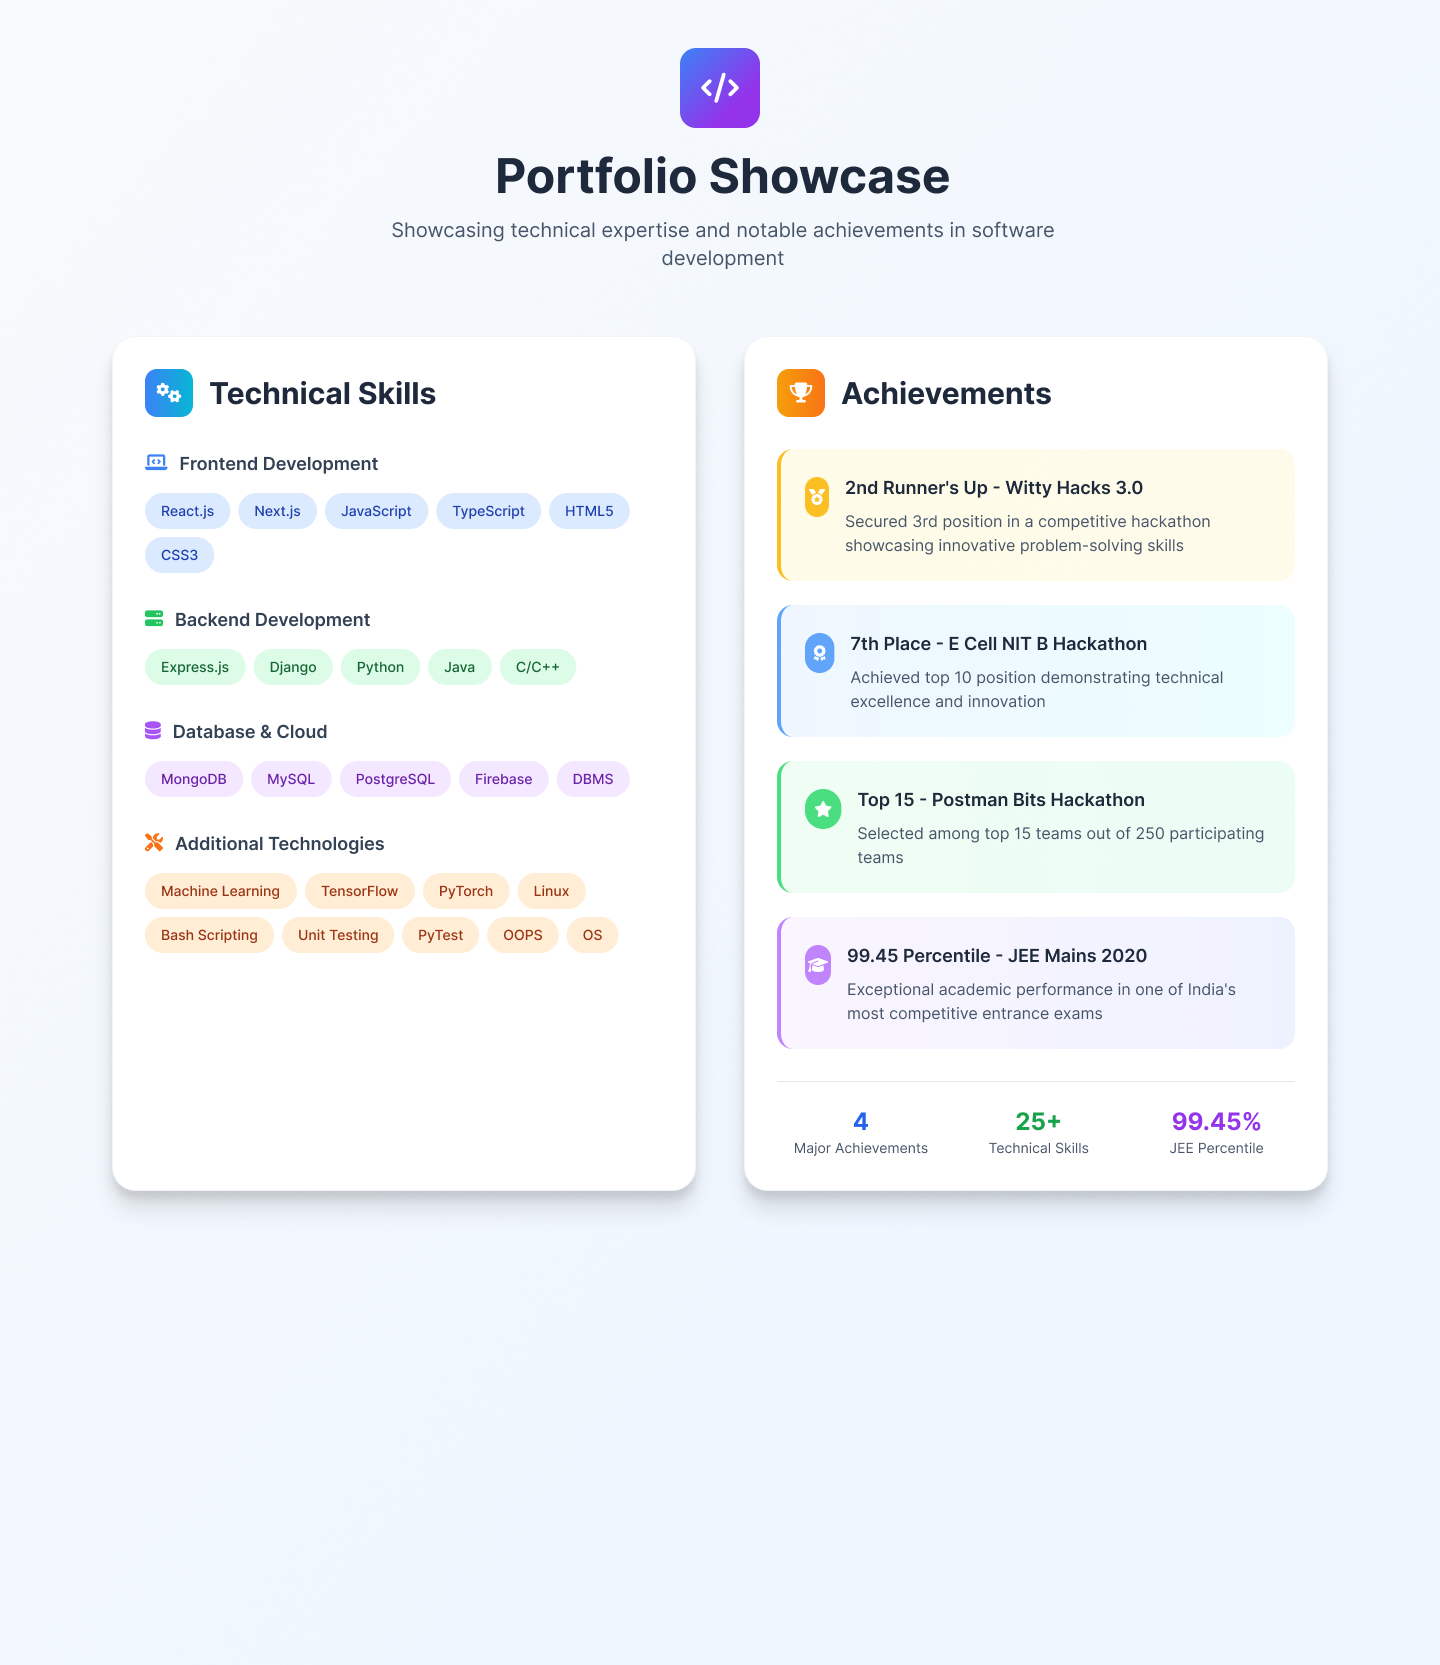 Portfolio Showcase
Showcasing technical expertise and notable achievements in software
development
Technical Skills
Frontend Development
React.js Next.js JavaScript TypeScript HTML5
CSS3
Backend Development
Express.js Django Python Java C/C++
Database & Cloud
MongoDB MySQL PostgreSQL Firebase DBMS
Additional Technologies
Machine Learning TensorFlow PyTorch Linux
Bash Scripting Unit Testing PyTest OOPS OS
Achievements
2nd Runner's Up - Witty Hacks 3.0
Secured 3rd position in a competitive hackathon
showcasing innovative problem-solving skills
7th Place - E Cell NIT B Hackathon
Achieved top 10 position demonstrating technical
excellence and innovation
Top 15 - Postman Bits Hackathon
Selected among top 15 teams out of 250 participating
teams
99.45 Percentile - JEE Mains 2020
Exceptional academic performance in one of India's
most competitive entrance exams
4 25+ 99.45%
Major Achievements Technical Skills JEE Percentile